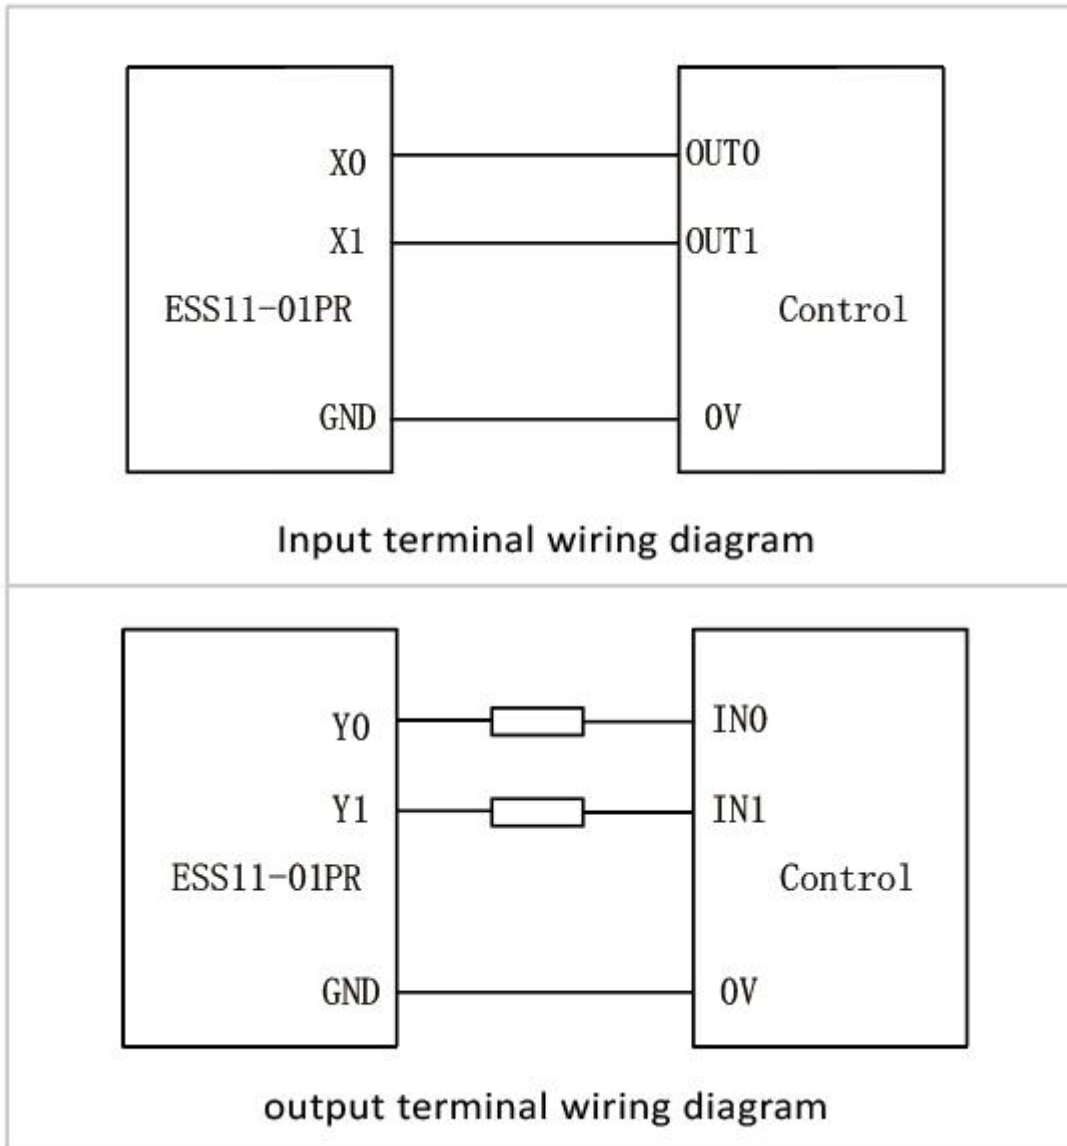 X0
OUT0
X1
OUT1
ESS11-01PR
Control
GND
0V
Input terminal wiring diagram
Y0
IN0
Y1
IN1
ESS11-01PR
Control
GND
0V
output terminal wiring diagram